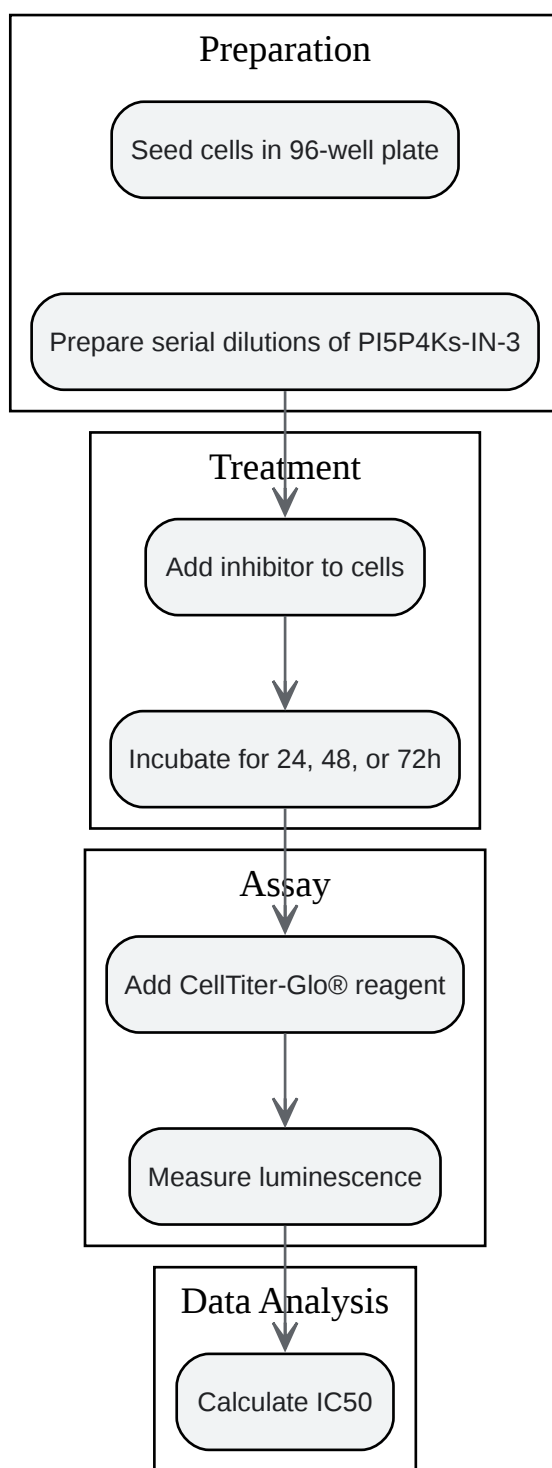 Preparation
Seed cells in 96-well plate
Prepare serial dilutions of PI5P4Ks-IN-3
Treatment
Add inhibitor to cells
Incubate for 24, 48, or 72h
Assay
Add CellTiter-Glo® reagent
Measure luminescence
Data Analysis
Calculate IC50